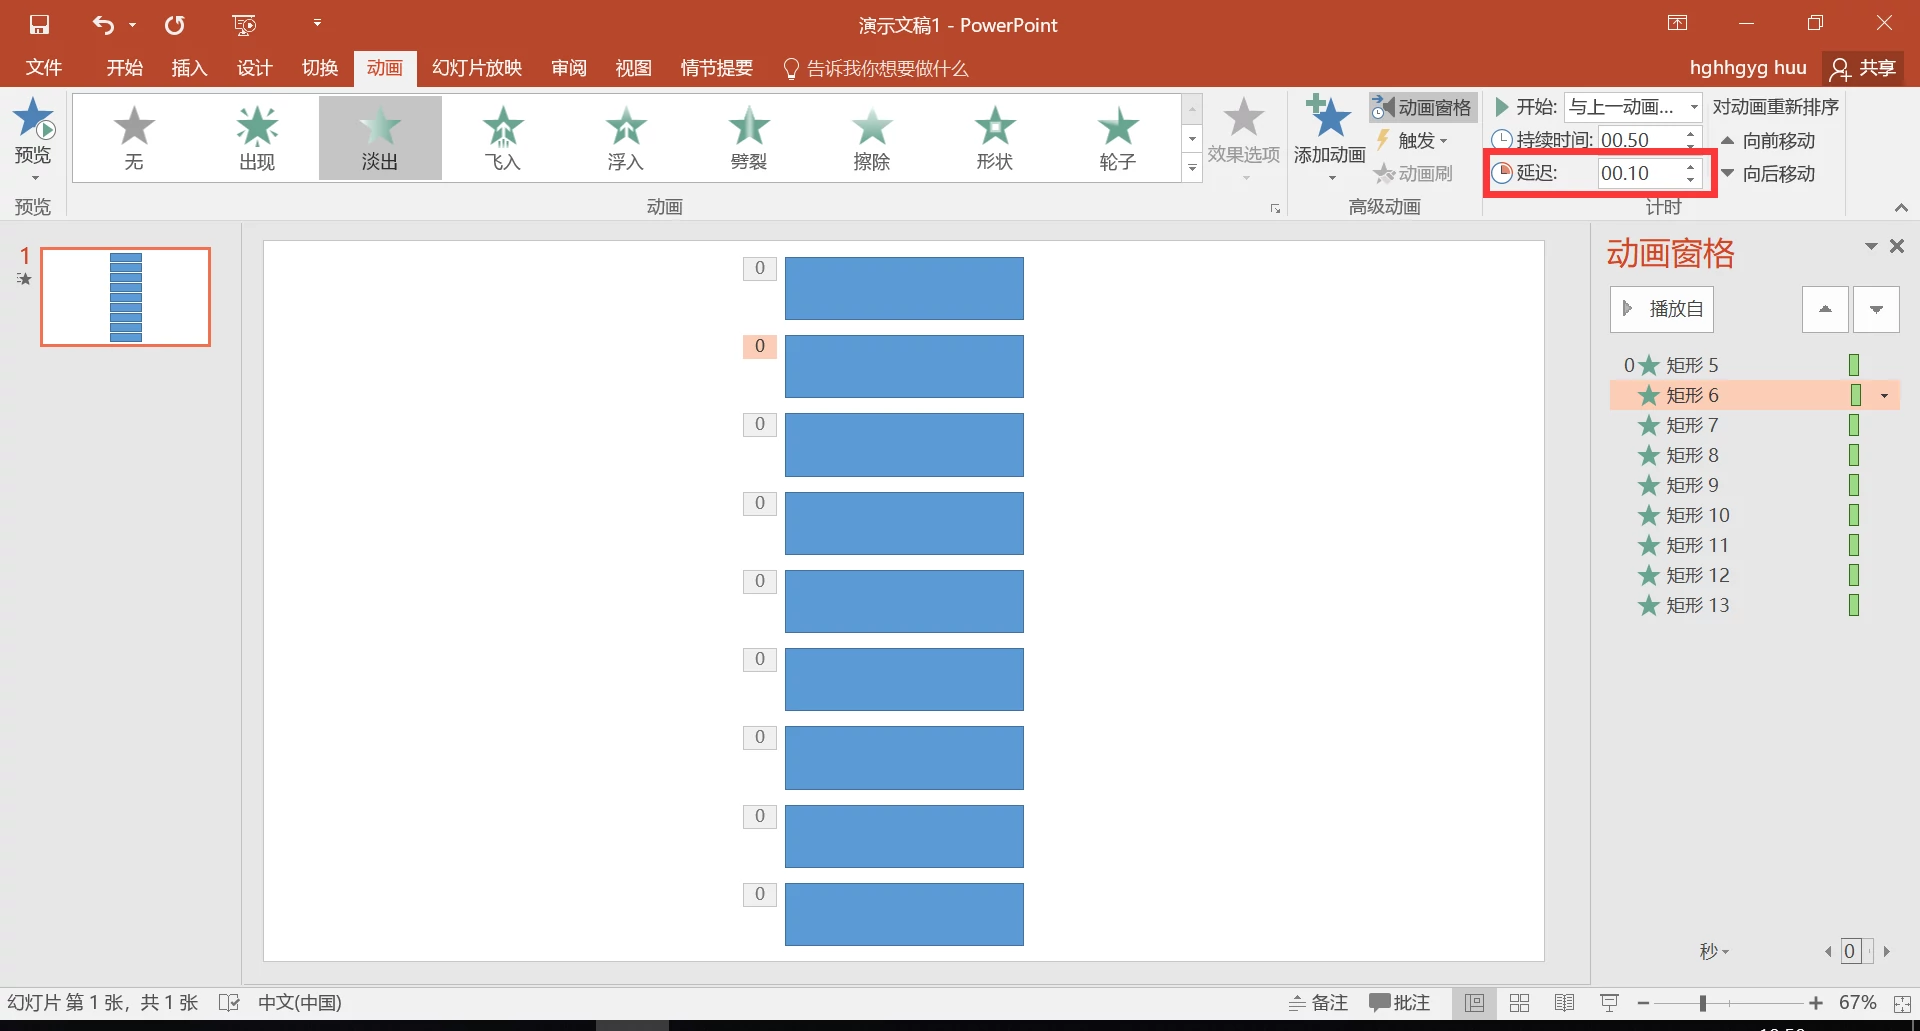 演示文稿1 - PowerPoint
文件 开始 插入 设计 切换 动画 幻灯片放映 审阅 视图 情节提要 告诉我你想要做什么 hghhgyg huu 共享
预览
预览
无 出现 淡出 飞入 浮入 劈裂 擦除 形状 轮子
动画
效果选项
添加动画
动画窗格
触发
动画刷
高级动画
开始: 与上一动画...
持续时间: 00.50
延迟: 00.10
计时
对动画重新排序
向前移动
向后移动
1
0
0
0
0
0
0
0
0
0
动画窗格
播放自
0 矩形 5
矩形 6
矩形 7
矩形 8
矩形 9
矩形 10
矩形 11
矩形 12
矩形 13
秒 0
幻灯片 第 1 张，共 1 张 中文(中国) 备注 批注 67%